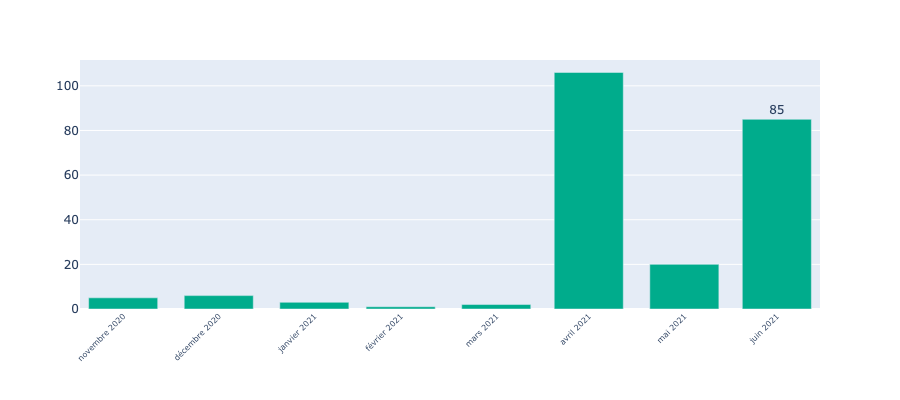 100
80
60
40
20
0
85
novembre 2020
décembre 2020
janvier 2021
février 2021
mars 2021
avril 2021
mai 2021
juin 2021